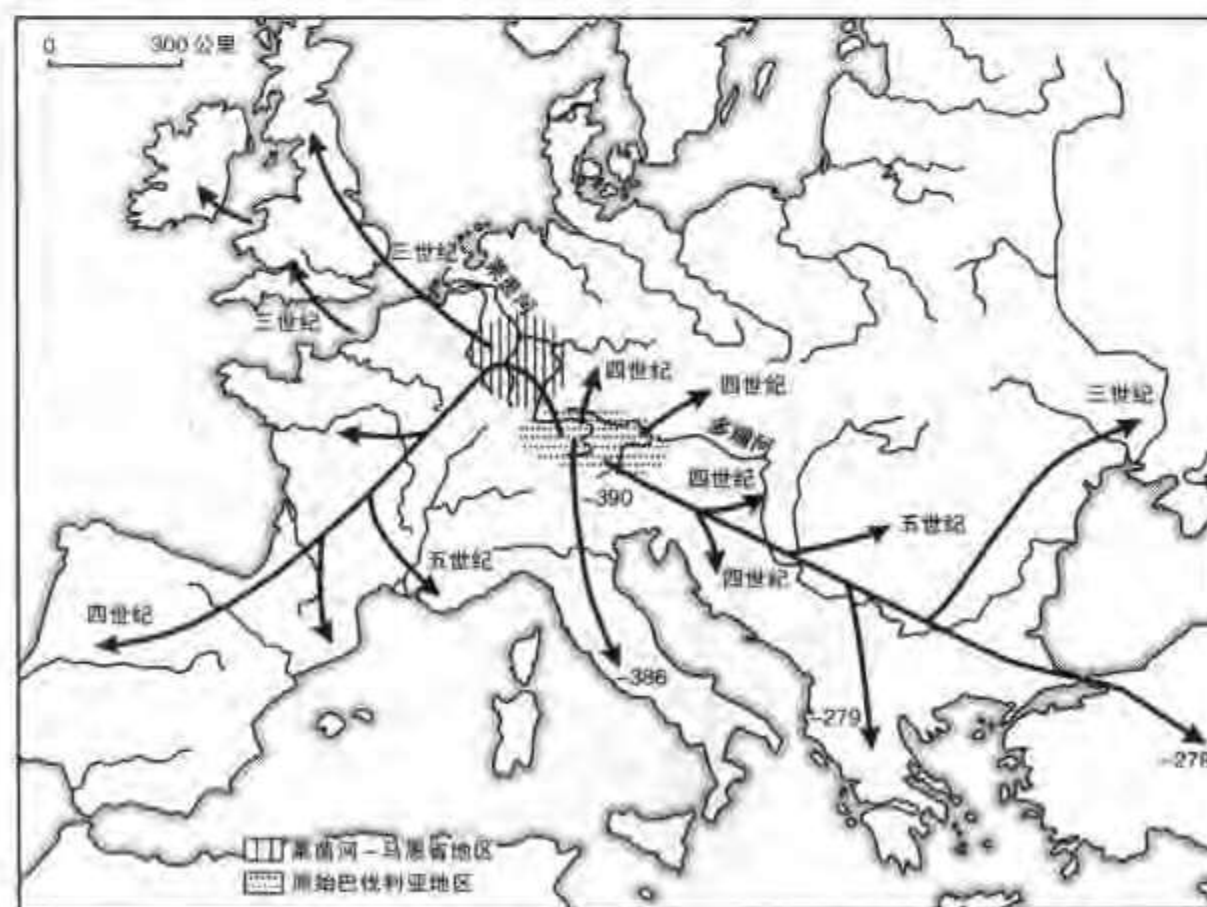 0 300 公里
三世纪
莱茵河
三世纪
四世纪
四世纪
三世纪
多瑙河
四世纪
~390
五世纪
五世纪
四世纪
四世纪
~386
~279
~278
莱茵河-马恩省地区
原始巴伐利亚地区